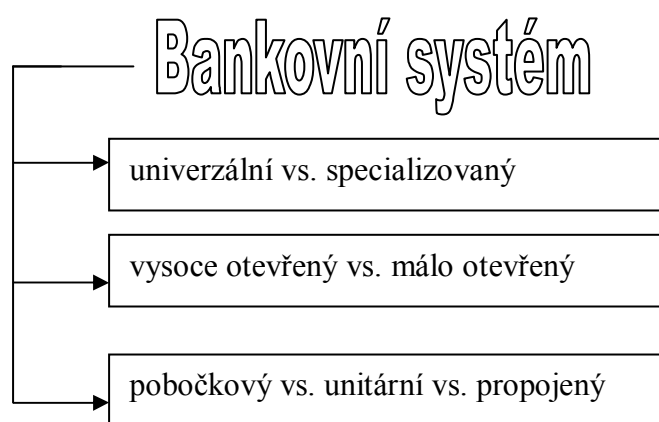 Bankovní systém
univerzální vs. specializovaný
vysoce otevřený vs. málo otevřený
pobočkový vs. unitární vs. propojený